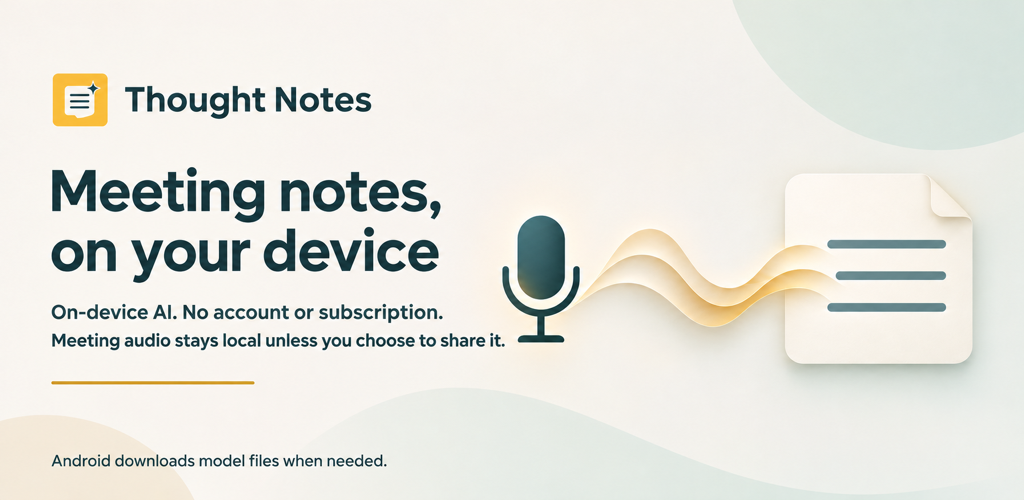 Thought Notes
Meeting notes,
on your device
On-device AI. No account or subscription.
Meeting audio stays local unless you choose to share it.
Android downloads model files when needed.